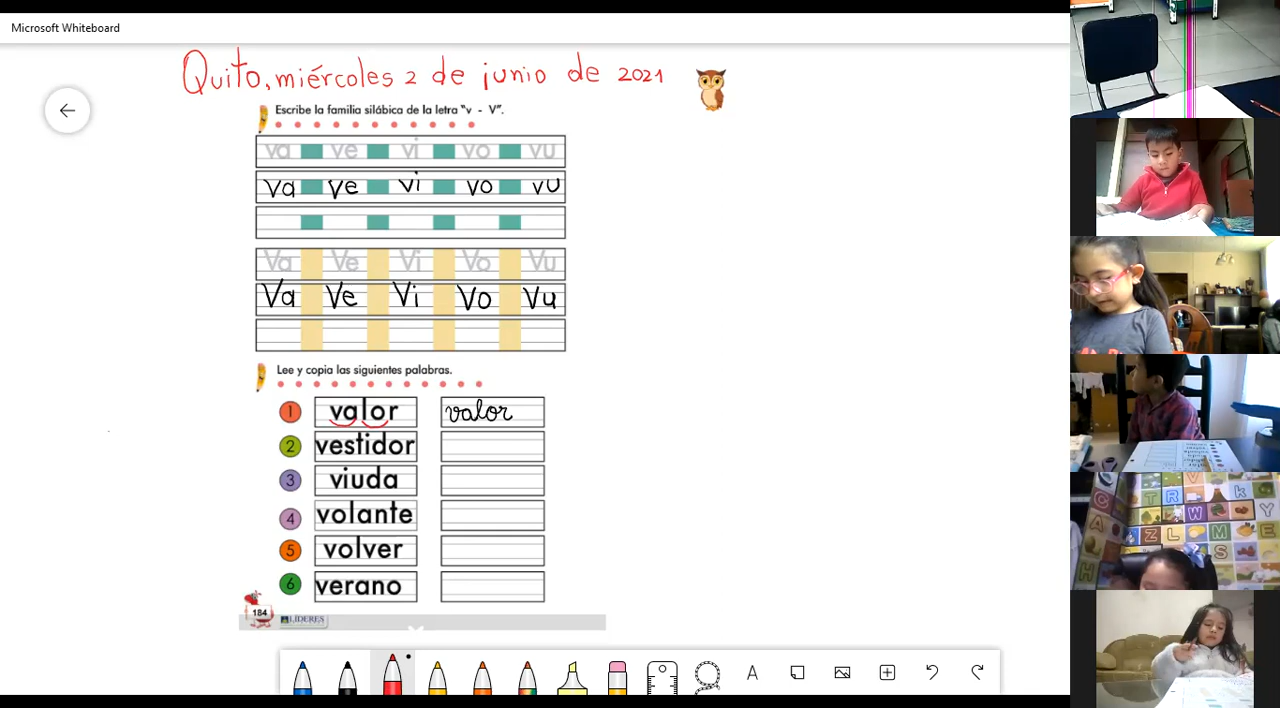 Microsoft Whiteboard
Quito, miércoles 2 de junio de 2021
Escribe la familia silábica de la letra "v - V".
va ve vi vo vu
va ve vi vo vu
Va Ve Vi Vo Vu
Va Ve Vi Vo Vu
Lee y copia las siguientes palabras.
1 valor valor
2 vestidor
3 viuda
4 volante
5 volver
6 verano
184 LÍDERES